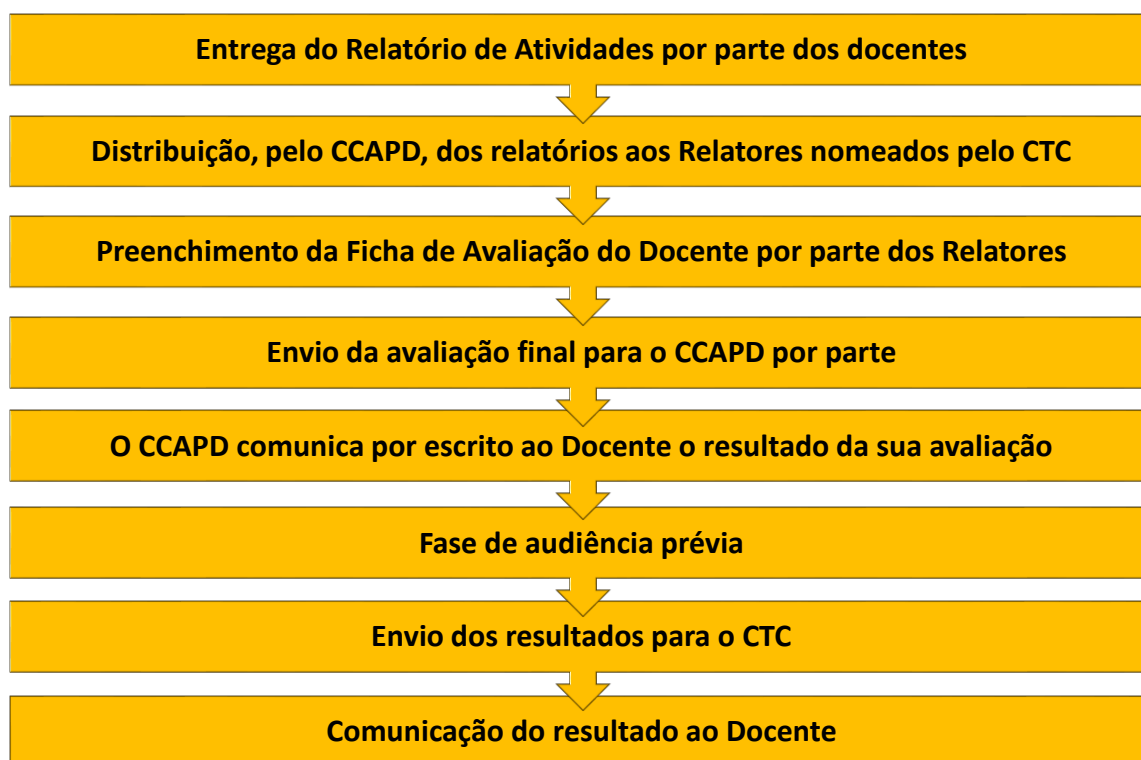 Entrega do Relatório de Atividades por parte dos docentes
Distribuição, pelo CCAPD, dos relatórios aos Relatores nomeados pelo CTC
Preenchimento da Ficha de Avaliação do Docente por parte dos Relatores
Envio da avaliação final para o CCAPD por parte
O CCAPD comunica por escrito ao Docente o resultado da sua avaliação
Fase de audiência prévia
Envio dos resultados para o CTC
Comunicação do resultado ao Docente